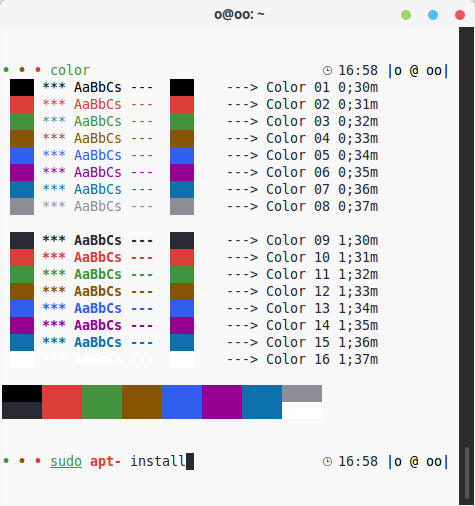 o@oo: ~
• • • color 16:58 |o @ oo|
*** AaBbCs --- ---> Color 01 0;30m
*** AaBbCs --- ---> Color 02 0;31m
*** AaBbCs --- ---> Color 03 0;32m
*** AaBbCs --- ---> Color 04 0;33m
*** AaBbCs --- ---> Color 05 0;34m
*** AaBbCs --- ---> Color 06 0;35m
*** AaBbCs --- ---> Color 07 0;36m
*** AaBbCs --- ---> Color 08 0;37m
*** AaBbCs --- ---> Color 09 1;30m
*** AaBbCs --- ---> Color 10 1;31m
*** AaBbCs --- ---> Color 11 1;32m
*** AaBbCs --- ---> Color 12 1;33m
*** AaBbCs --- ---> Color 13 1;34m
*** AaBbCs --- ---> Color 14 1;35m
*** AaBbCs --- ---> Color 15 1;36m
*** AaBbCs --- ---> Color 16 1;37m
• • • sudo apt- install 16:58 |o @ oo|